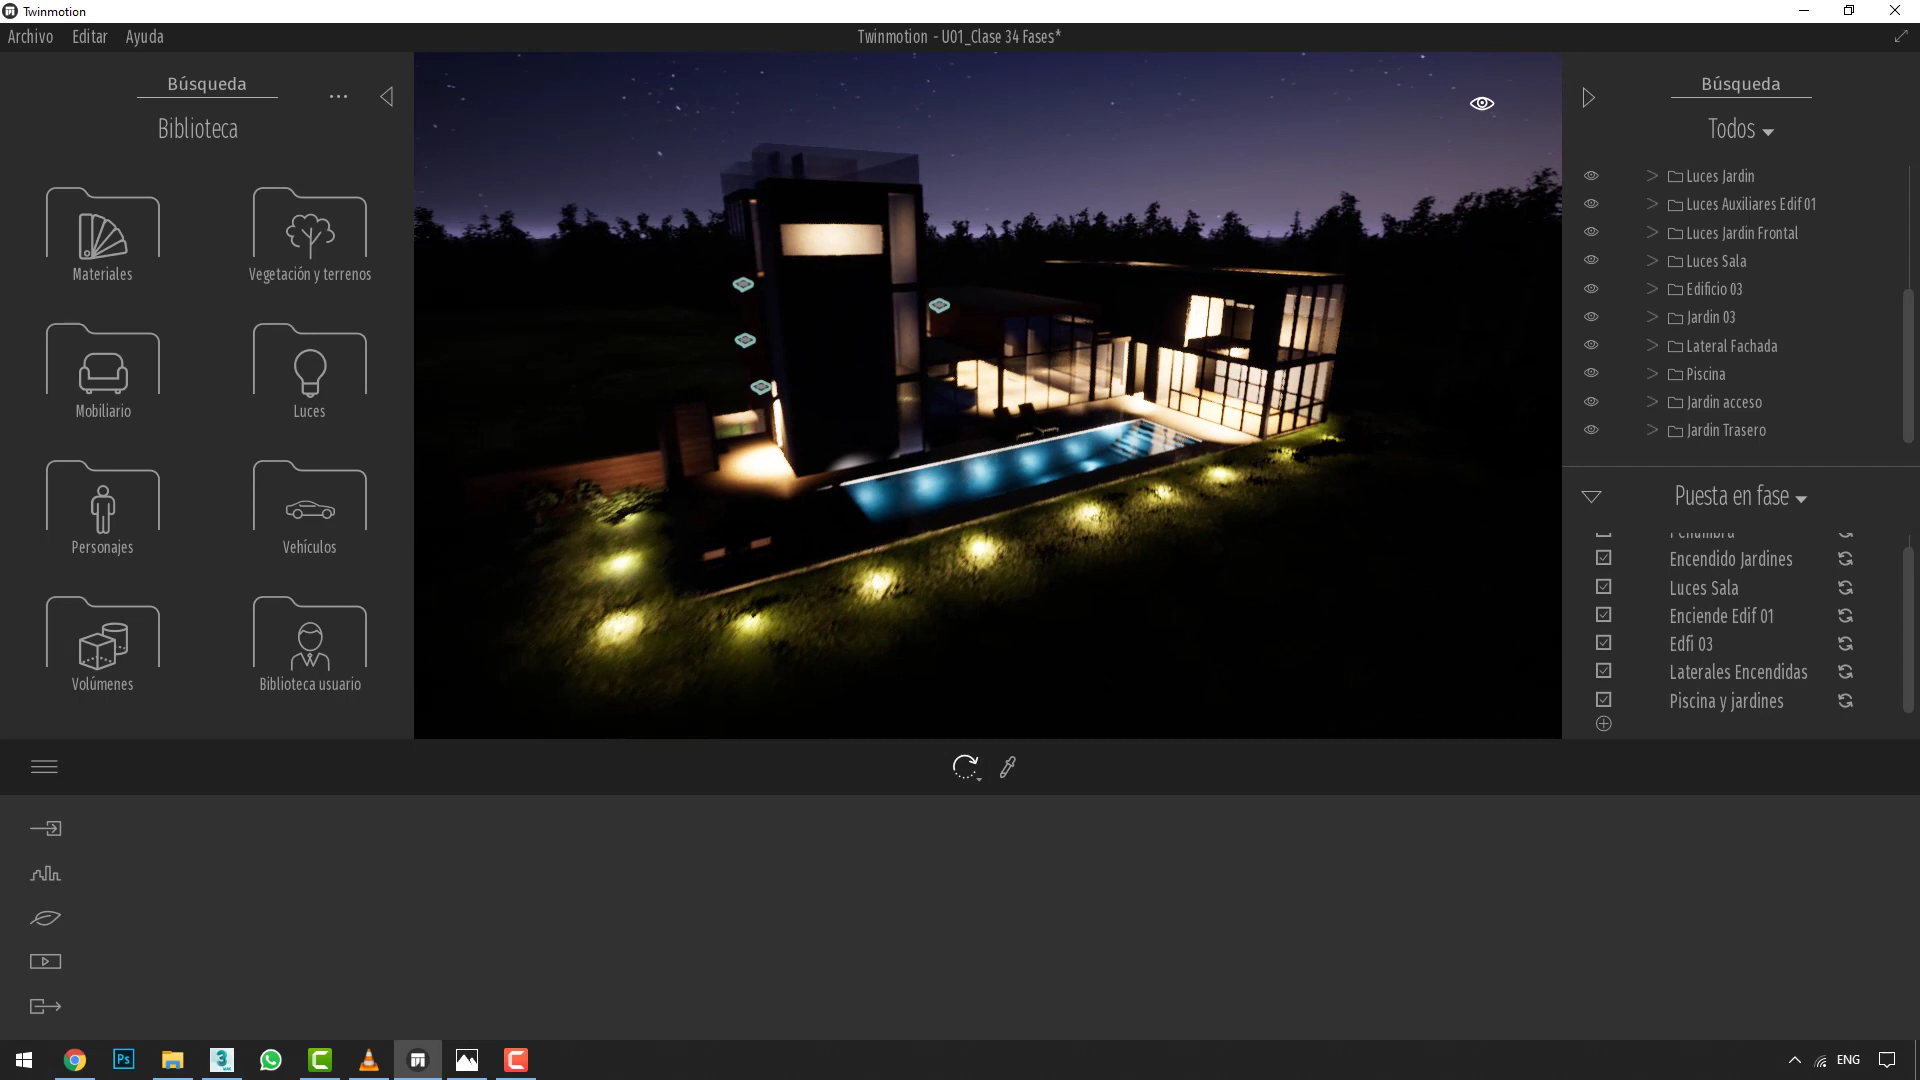 Twinmotion
Archivo Editar Ayuda
Twinmotion - U01_Clase 34 Fases*
Búsqueda
Biblioteca
Materiales
Vegetación y terrenos
Mobiliario
Luces
Personajes
Vehículos
Volúmenes
Biblioteca usuario
Búsqueda
Todos
Luces Jardin
Luces Auxiliares Edif 01
Luces Jardin Frontal
Luces Sala
Edificio 03
Jardin 03
Lateral Fachada
Piscina
Jardin acceso
Jardin Trasero
Puesta en fase
Penumbra
Encendido Jardines
Luces Sala
Enciende Edif 01
Edfi 03
Laterales Encendidas
Piscina y jardines
Ps
3
ENG